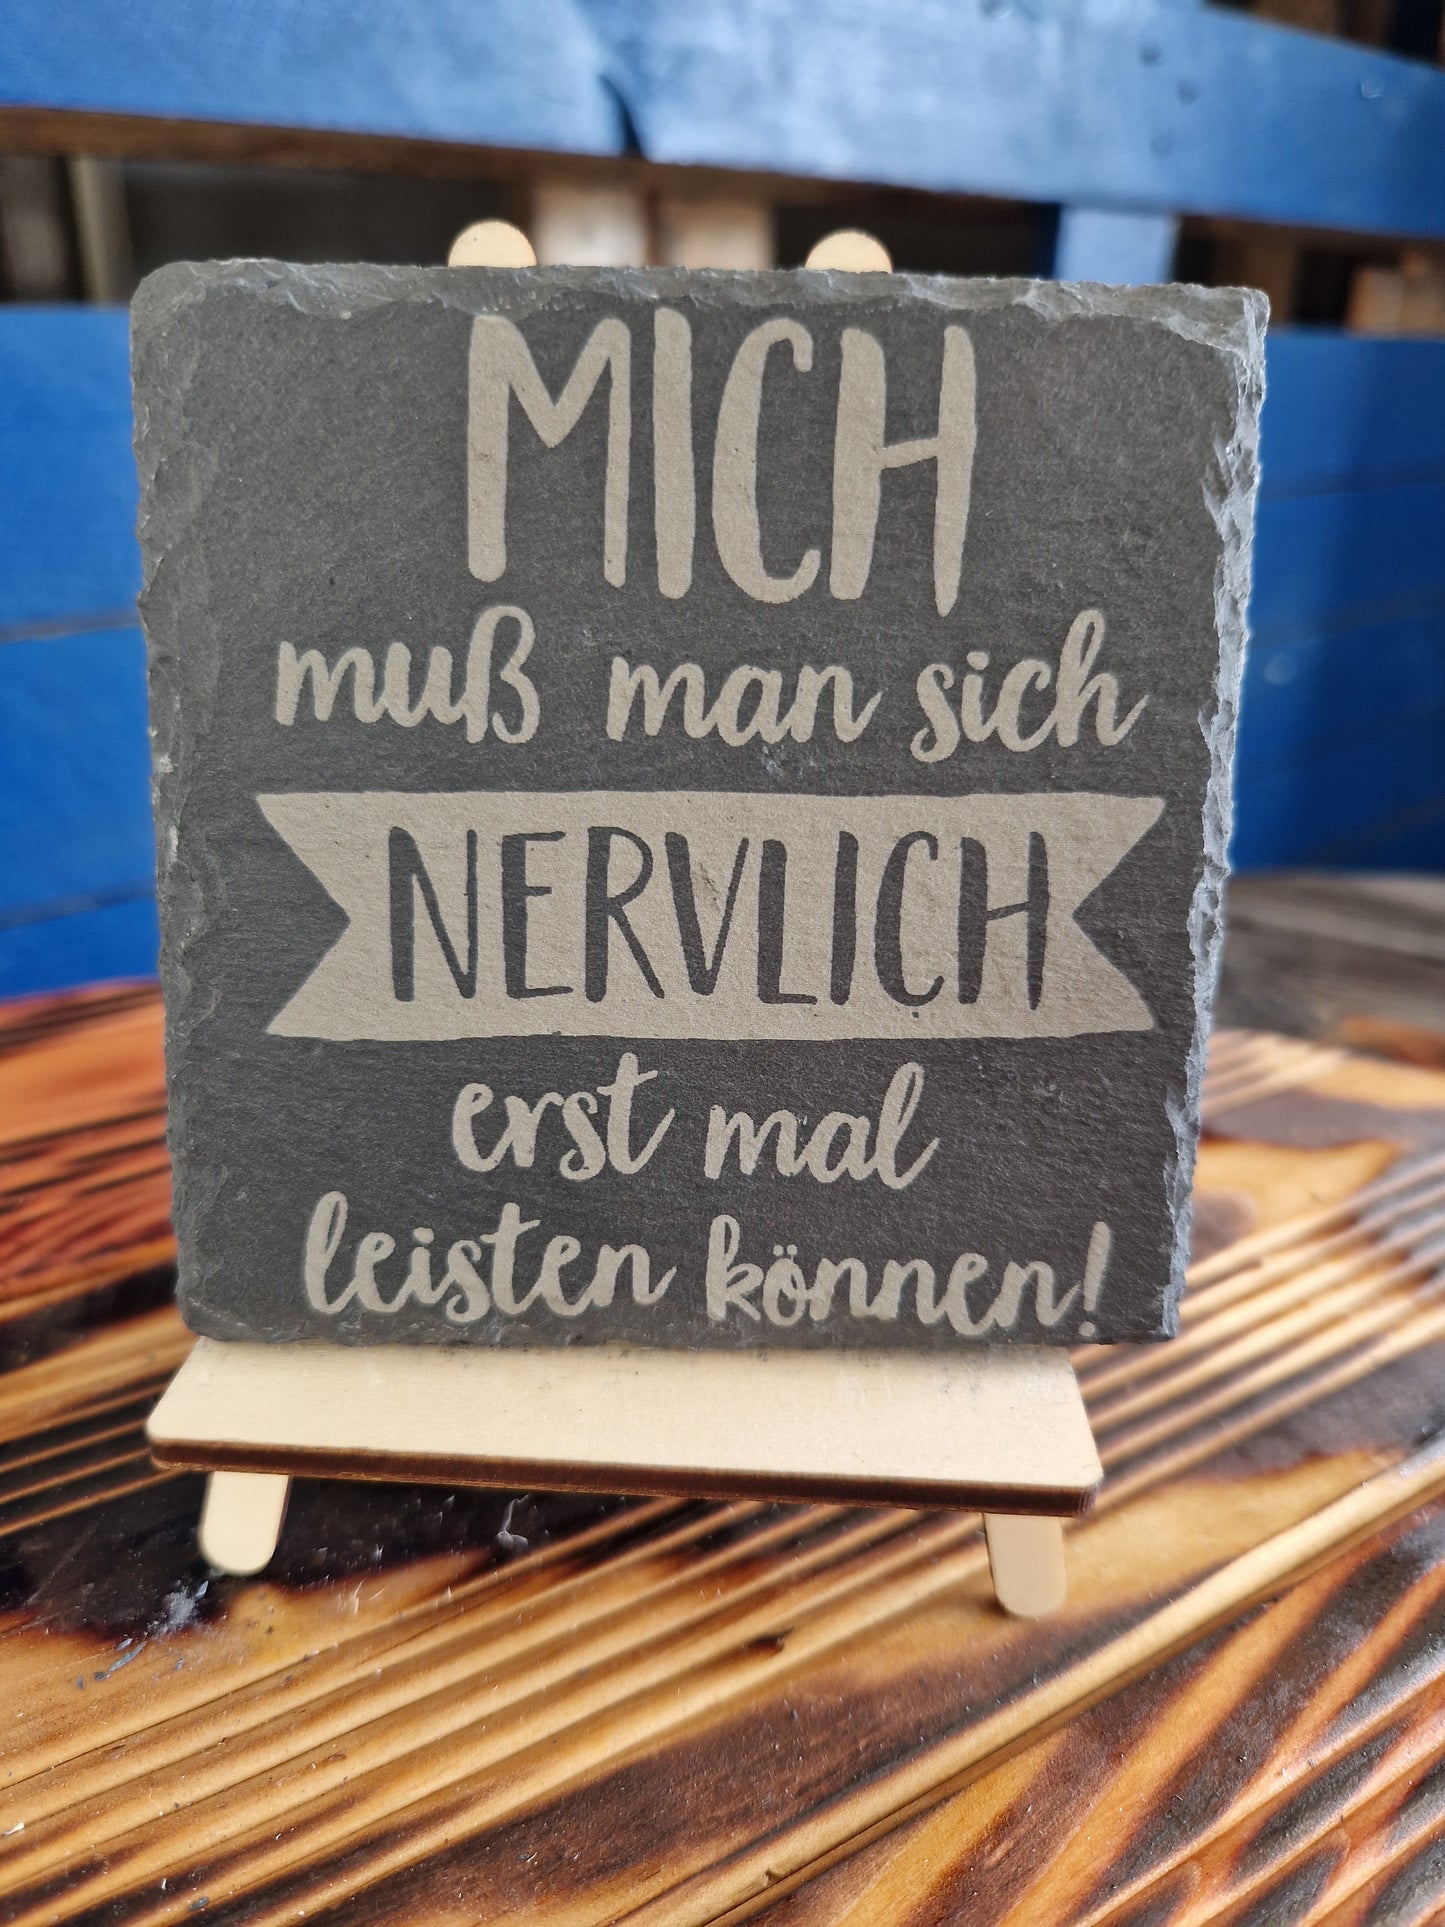 MICH
muß man sich
NERVLICH
erst mal
leisten können!